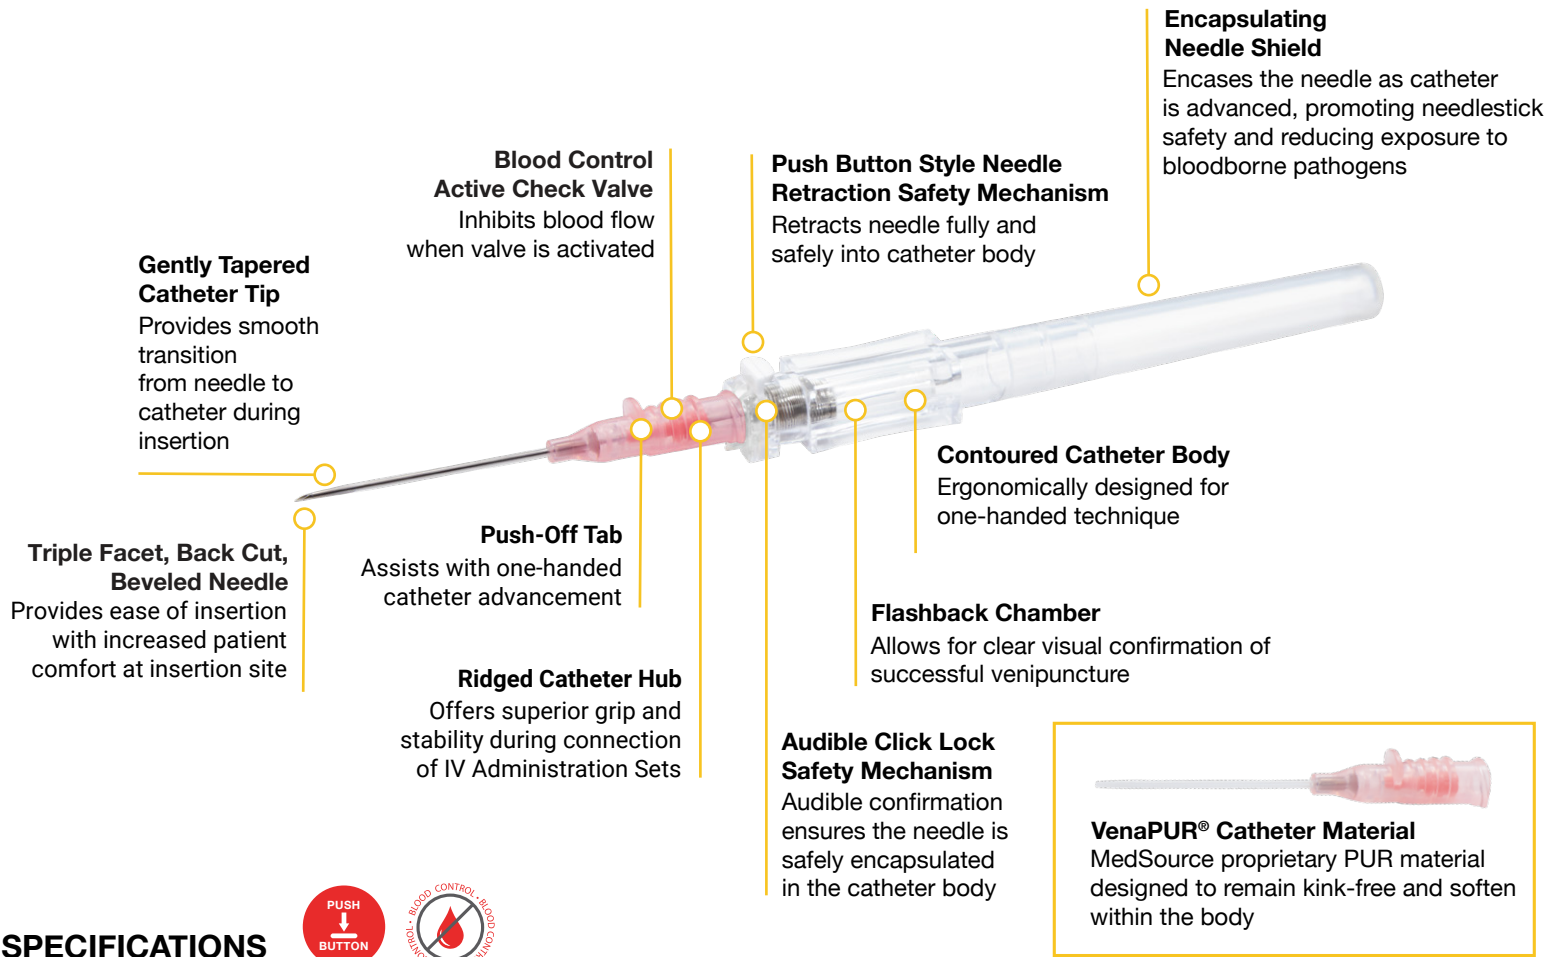 Encapsulating
Needle Shield
Encases the needle as catheter
is advanced, promoting needlestick
safety and reducing exposure to
bloodborne pathogens
Blood Control
Active Check Valve
Inhibits blood flow
when valve is activated
Push Button Style Needle
Retraction Safety Mechanism
Retracts needle fully and
safely into catheter body
Gently Tapered
Catheter Tip
Provides smooth
transition
from needle to
catheter during
insertion
Contoured Catheter Body
Ergonomically designed for
one-handed technique
Triple Facet, Back Cut,
Beveled Needle
Provides ease of insertion
with increased patient
comfort at insertion site
Push-Off Tab
Assists with one-handed
catheter advancement
Flashback Chamber
Allows for clear visual confirmation of
successful venipuncture
Ridged Catheter Hub
Offers superior grip and
stability during connection
of IV Administration Sets
Audible Click Lock
Safety Mechanism
Audible confirmation
ensures the needle is
safely encapsulated
in the catheter body
VenaPUR® Catheter Material
MedSource proprietary PUR material
designed to remain kink-free and soften
within the body
SPECIFICATIONS
PUSH
BUTTON
BLOOD CONTROL • BLOOD